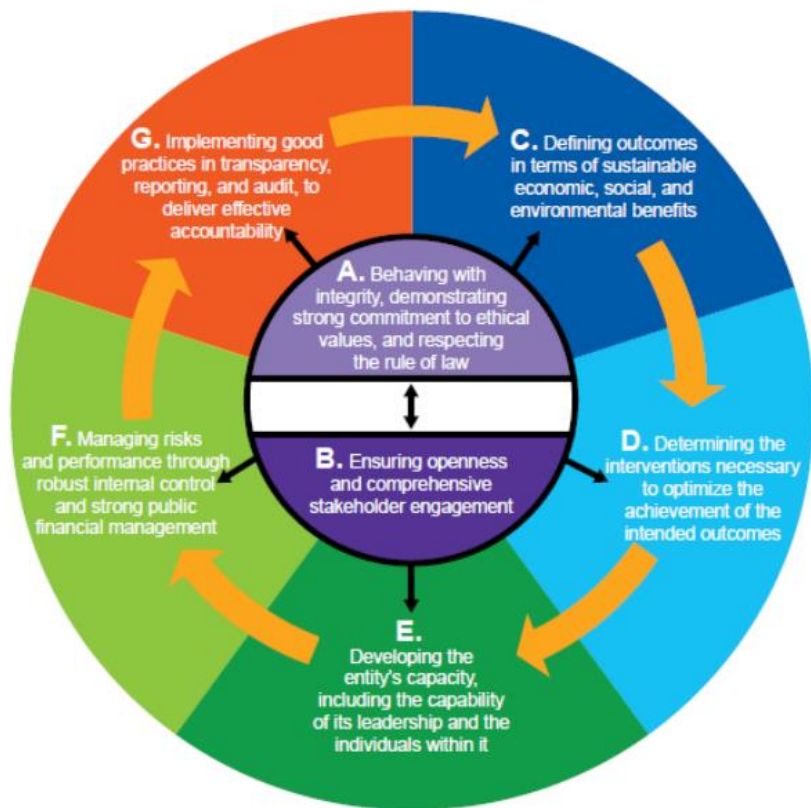 G. Implementing good
practices in transparency,
reporting, and audit, to
deliver effective
accountability
C. Defining outcomes
in terms of sustainable
economic, social, and
environmental benefits
A. Behaving with
integrity, demonstrating
strong commitment to ethical
values, and respecting
the rule of law
B. Ensuring openness
and comprehensive
stakeholder engagement
F. Managing risks
and performance through
robust internal control
and strong public
financial management
D. Determining the
interventions necessary
to optimize the
achievement of the
intended outcomes
E.
Developing the
entity's capacity,
including the capability
of its leadership and the
individuals within it